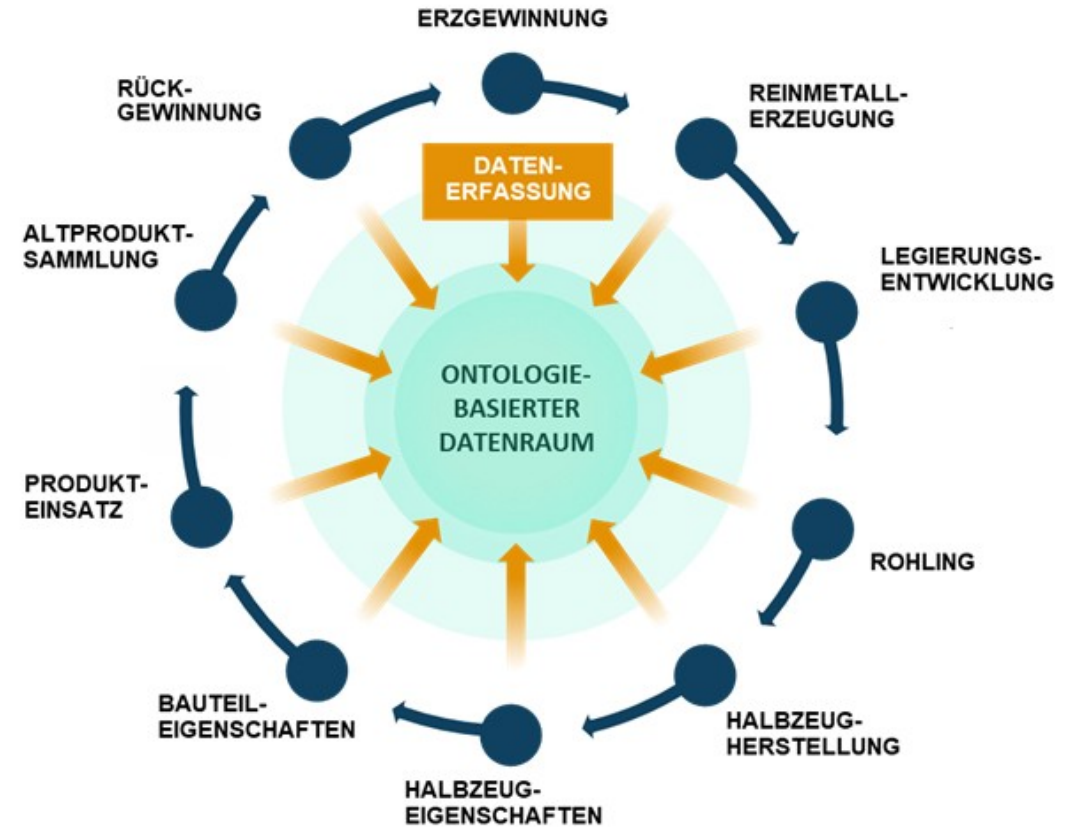 ERZGEWINNUNG
REINMETALL-
ERZEUGUNG
LEGIERUNGS-
ENTWICKLUNG
ROHLING
HALBZEUG-
HERSTELLUNG
HALBZEUG-
EIGENSCHAFTEN
BAUTEIL-
EIGENSCHAFTEN
PRODUKT-
EINSATZ
ALTPRODUKT-
SAMMLUNG
RÜCK-
GEWINNUNG
DATEN-
ERFASSUNG
ONTOLOGIE-
BASIERTER
DATENRAUM